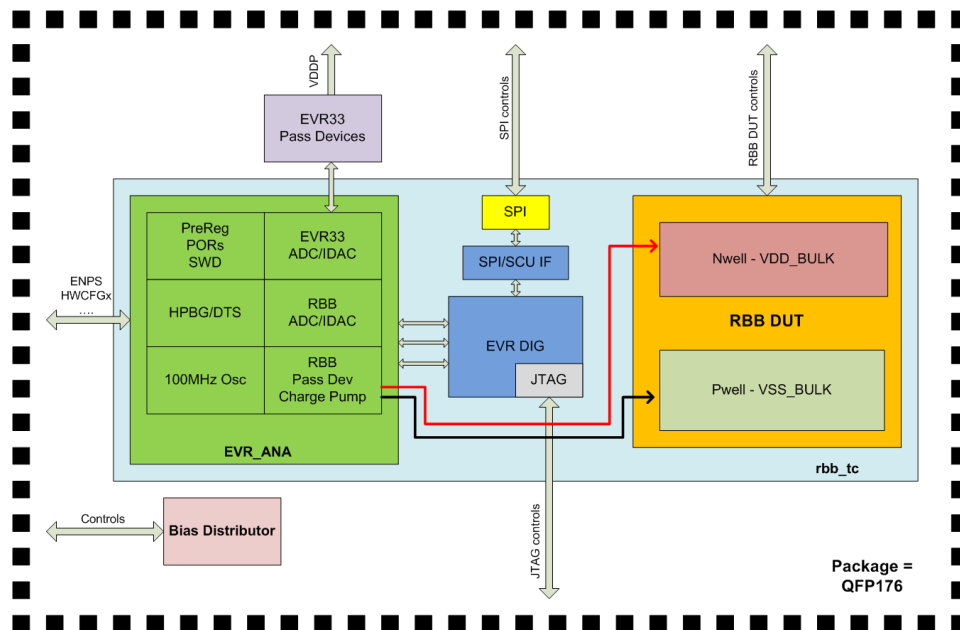 VDDP
SPI controls
RBB DUT controls
EVR33
Pass Devices
PreReg
PORs
SWD
EVR33
ADC/IDAC
SPI
SPI/SCU IF
Nwell - VDD_BULK
ENPS
HWCFGx
....
HPBG/DTS
RBB
ADC/IDAC
EVR DIG
RBB DUT
100MHz Osc
RBB
Pass Dev
Charge Pump
JTAG
Pwell - VSS_BULK
EVR_ANA
rbb_tc
Controls
Bias Distributor
JTAG controls
Package =
QFP176